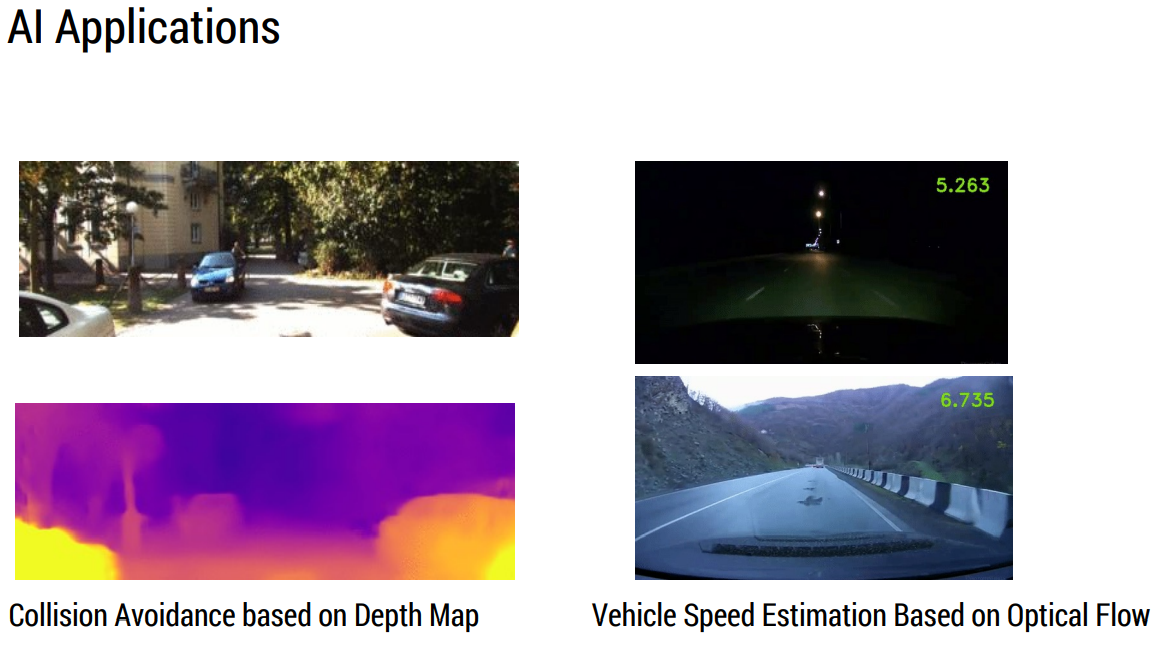 AI Applications
5.263
6.735
Collision Avoidance based on Depth Map
Vehicle Speed Estimation Based on Optical Flow